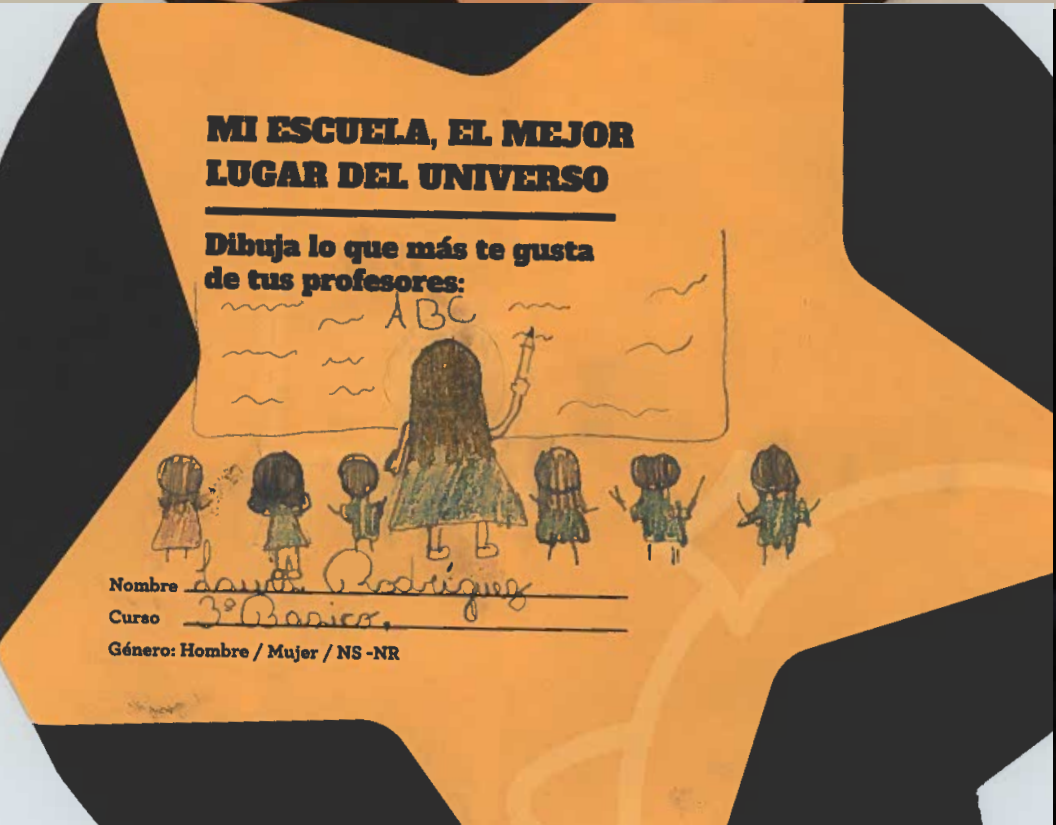 MI ESCUELA, EL MEJOR
LUGAR DEL UNIVERSO
Dibuja lo que más te gusta
de tus profesores:
ABC
Nombre Rodríguez
Curso 3º Basico.
Género: Hombre / Mujer / NS -NR